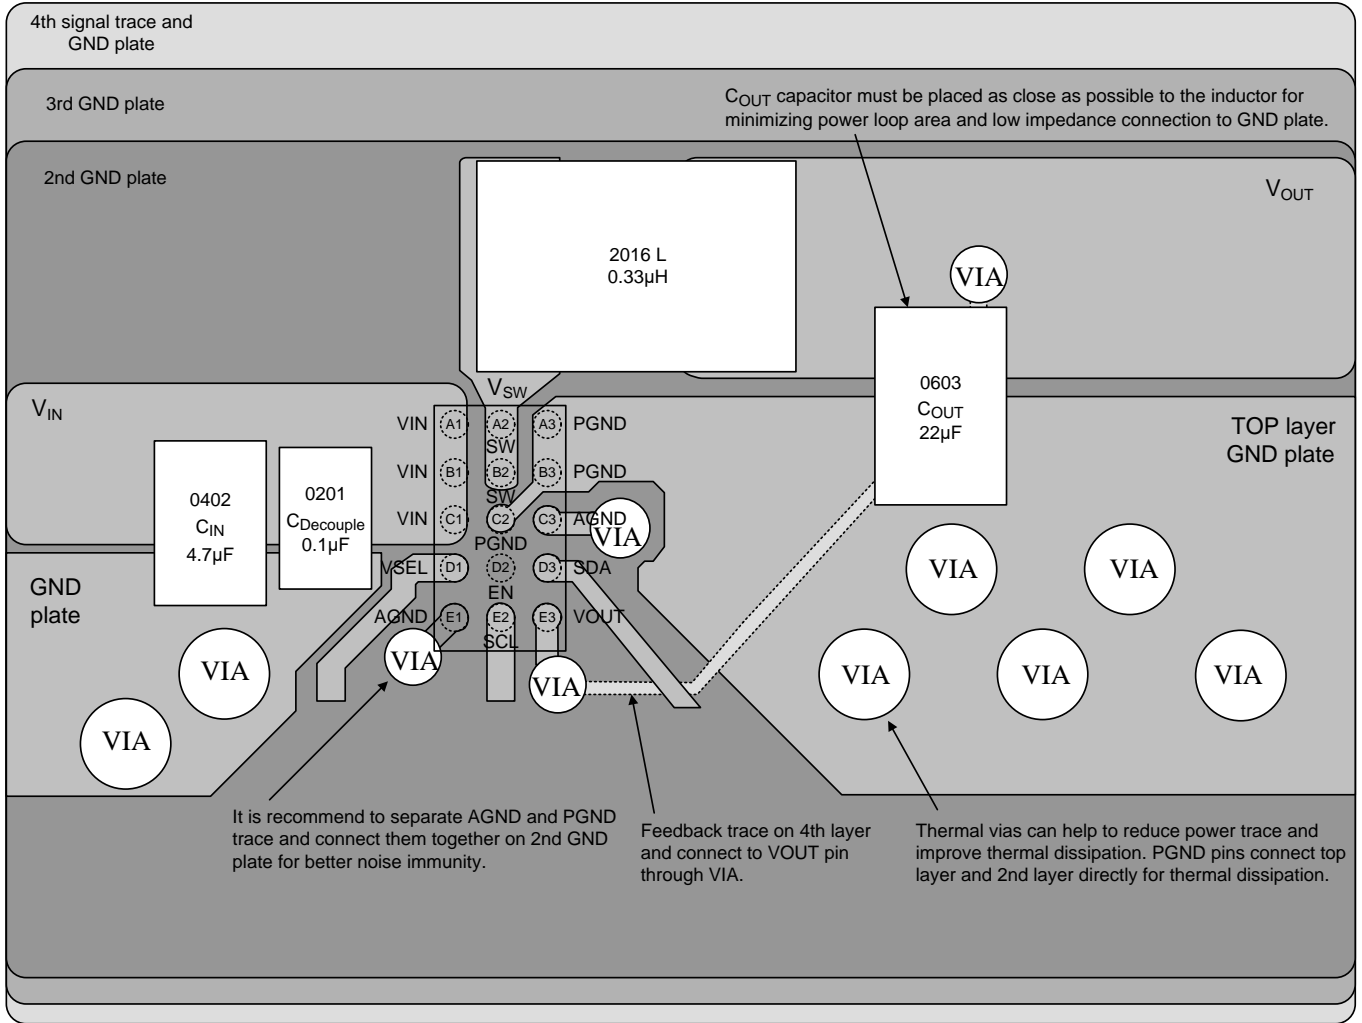 4th signal trace and
GND plate
3rd GND plate
COUT capacitor must be placed as close as possible to the inductor for
minimizing power loop area and low impedance connection to GND plate.
2nd GND plate
VOUT
2016 L
0.33µH
VIA
0603
COUT
22µF
VIN
VSW
VIN A1 A2 A3 PGND
SW
TOP layer
GND plate
VIN B1 B2 B3 PGND
SW
0402
CIN
4.7µF
0201
CDecouple
0.1µF
VIN C1 C2 C3 AGND
VIA
PGND
VSEL D1 D2 D3 SDA
EN
GND
plate
AGND E1 E2 E3 VOUT
SCL
VIA VIA
VIA VIA VIA VIA VIA VIA
VIA
It is recommend to separate AGND and PGND
trace and connect them together on 2nd GND
plate for better noise immunity.
Feedback trace on 4th layer
and connect to VOUT pin
through VIA.
Thermal vias can help to reduce power trace and
improve thermal dissipation. PGND pins connect top
layer and 2nd layer directly for thermal dissipation.